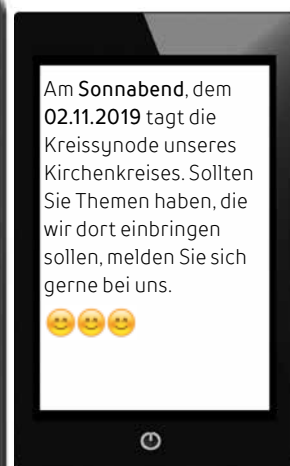 Am Sonnabend, dem
02.11.2019 tagt die
Kreissynode unseres
Kirchenkreises. Sollten
Sie Themen haben, die
wir dort einbringen
sollen, melden Sie sich
gerne bei uns.
😊😊😊